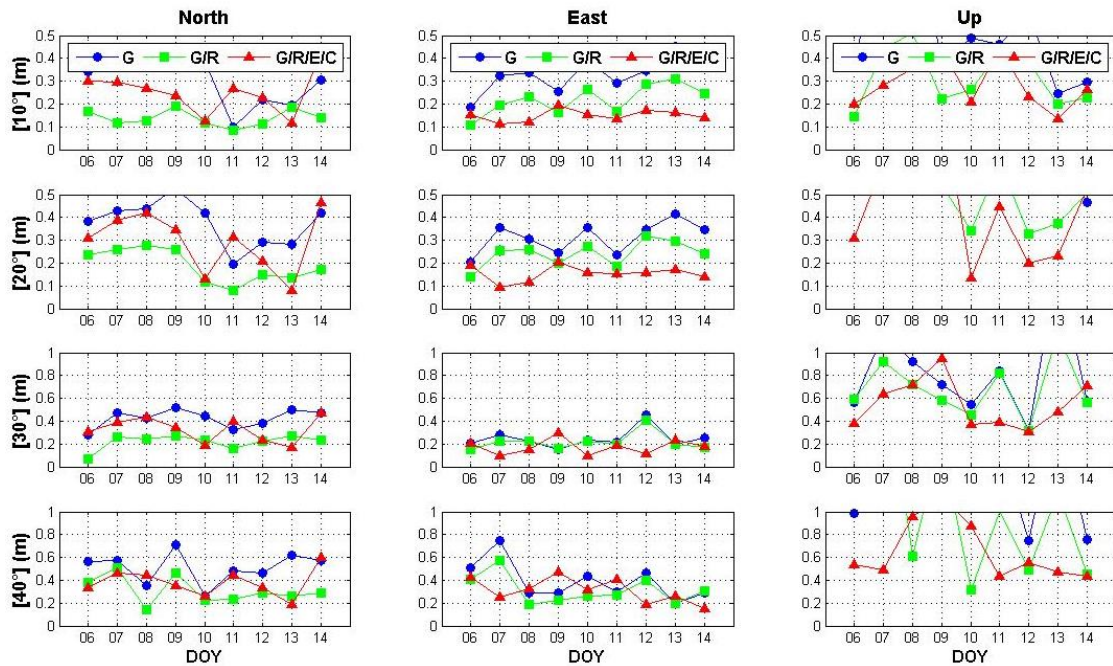 North East Up
[10°] (m) 0.5 0.4 0.3 0.2 0.1 0 G G/R G/R/E/C 06 07 08 09 10 11 12 13 14
0.5 0.4 0.3 0.2 0.1 0 G G/R G/R/E/C 06 07 08 09 10 11 12 13 14
0.5 0.4 0.3 0.2 0.1 0 G G/R G/R/E/C 06 07 08 09 10 11 12 13 14
[20°] (m) 0.5 0.4 0.3 0.2 0.1 0 06 07 08 09 10 11 12 13 14
0.5 0.4 0.3 0.2 0.1 0 06 07 08 09 10 11 12 13 14
0.5 0.4 0.3 0.2 0.1 0 06 07 08 09 10 11 12 13 14
[30°] (m) 1 0.8 0.6 0.4 0.2 0 06 07 08 09 10 11 12 13 14
1 0.8 0.6 0.4 0.2 0 06 07 08 09 10 11 12 13 14
1 0.8 0.6 0.4 0.2 0 06 07 08 09 10 11 12 13 14
[40°] (m) 1 0.8 0.6 0.4 0.2 0 06 07 08 09 10 11 12 13 14
1 0.8 0.6 0.4 0.2 0 06 07 08 09 10 11 12 13 14
1 0.8 0.6 0.4 0.2 0 06 07 08 09 10 11 12 13 14
DOY DOY DOY